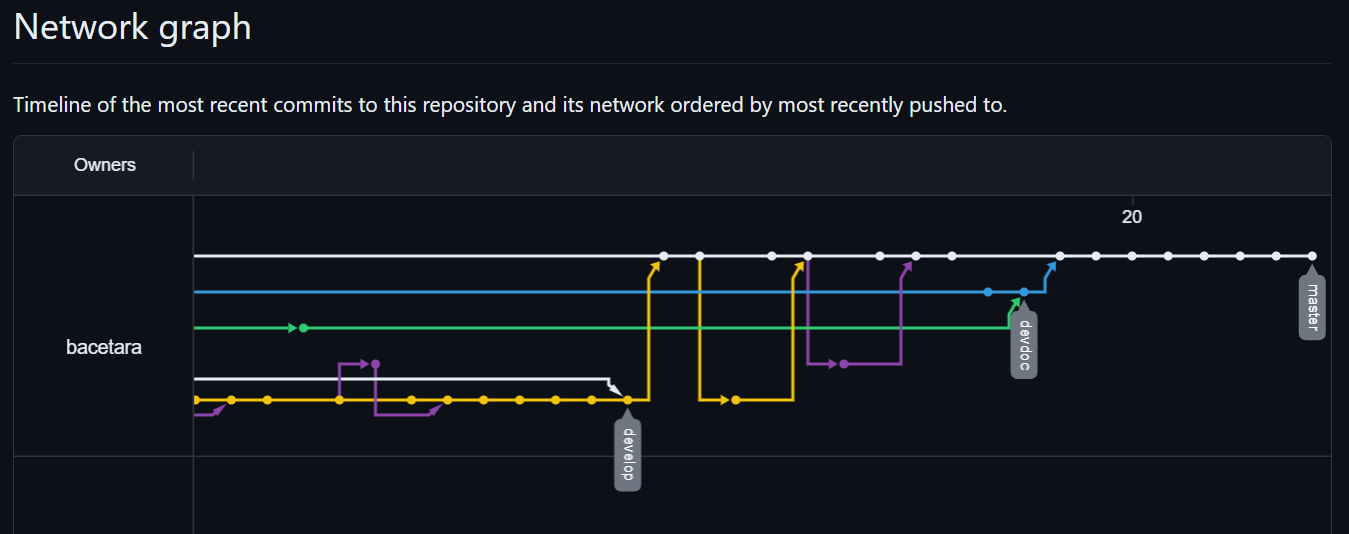 Network graph
Timeline of the most recent commits to this repository and its network ordered by most recently pushed to.
Owners
20
bacetara
master
devdoc
develop